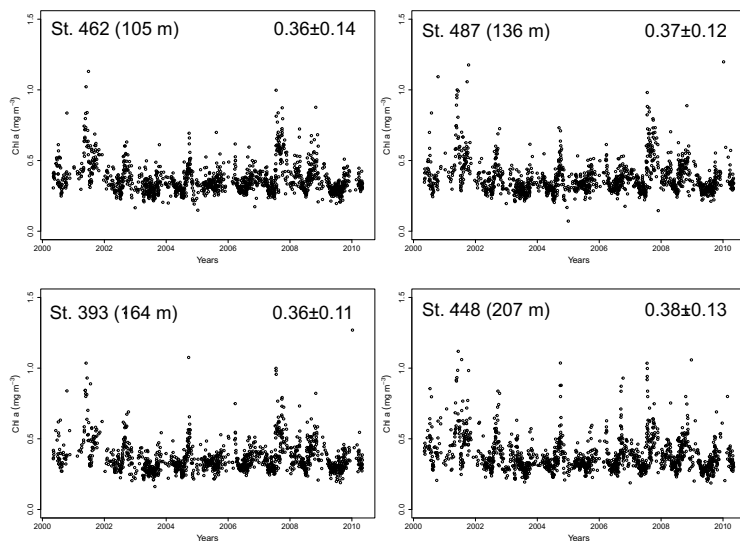 St. 462 (105 m) 0.36±0.14
Chl a (mg m⁻³)
1.5
1.0
0.5
0.0
2000 2002 2004 2006 2008 2010
Years
St. 487 (136 m) 0.37±0.12
Chl a (mg m⁻³)
1.5
1.0
0.5
0.0
2000 2002 2004 2006 2008 2010
Years
St. 393 (164 m) 0.36±0.11
Chl a (mg m⁻³)
1.5
1.0
0.5
0.0
2000 2002 2004 2006 2008 2010
Years
St. 448 (207 m) 0.38±0.13
Chl a (mg m⁻³)
1.5
1.0
0.5
0.0
2000 2002 2004 2006 2008 2010
Years